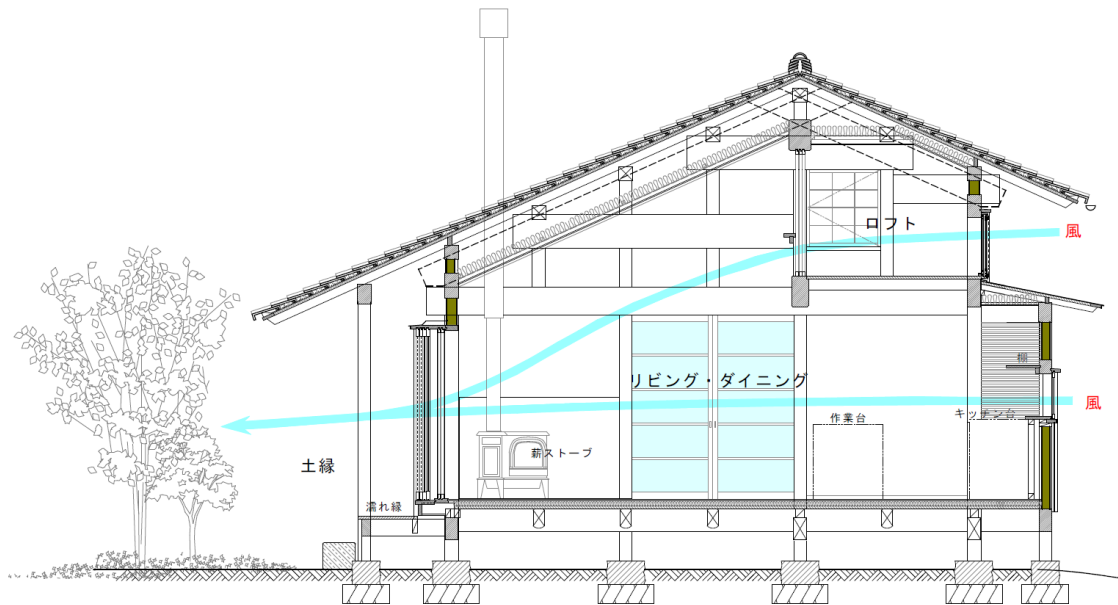 ロフト
風
リビング・ダイニング
棚
風
作業台
キッチン台
薪ストーブ
土縁
濡れ縁